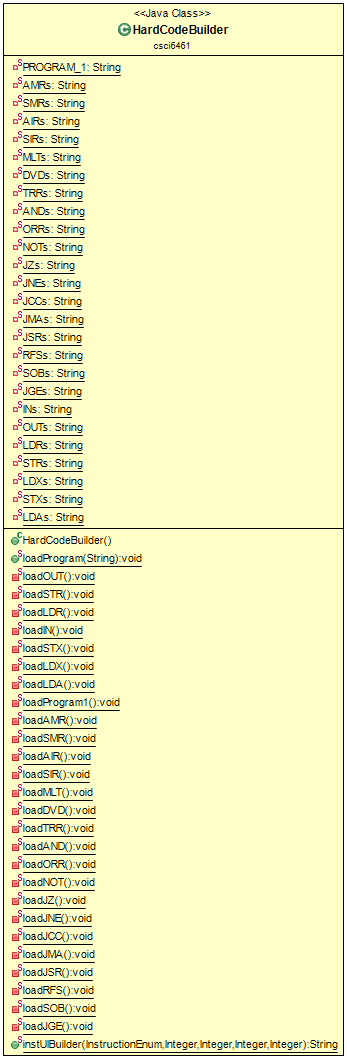 <<Java Class>>
HardCodeBuilder
csci6461
PROGRAM_1: String
AMRs: String
SMRs: String
AIRs: String
SIRs: String
MLTs: String
DVDs: String
TRRs: String
ANDs: String
ORRs: String
NOTs: String
JZs: String
JNEs: String
JCCs: String
JMAs: String
JSRs: String
RFSs: String
SOBs: String
JGEs: String
INs: String
OUTs: String
LDRs: String
STRs: String
LDXs: String
STXs: String
LDAs: String
HardCodeBuilder()
loadProgram(String):void
loadOUT():void
loadSTR():void
loadLDR():void
loadIN():void
loadSTX():void
loadLDX():void
loadLDA():void
loadProgram1():void
loadAMR():void
loadSMR():void
loadAIR():void
loadSIR():void
loadMLT():void
loadDVD():void
loadTRR():void
loadAND():void
loadORR():void
loadNOT():void
loadJZ():void
loadJNE():void
loadJCC():void
loadJMA():void
loadJSR():void
loadRFS():void
loadSOB():void
loadJGE():void
instUIBuilder(InstructionEnum,Integer,Integer,Integer,Integer):String